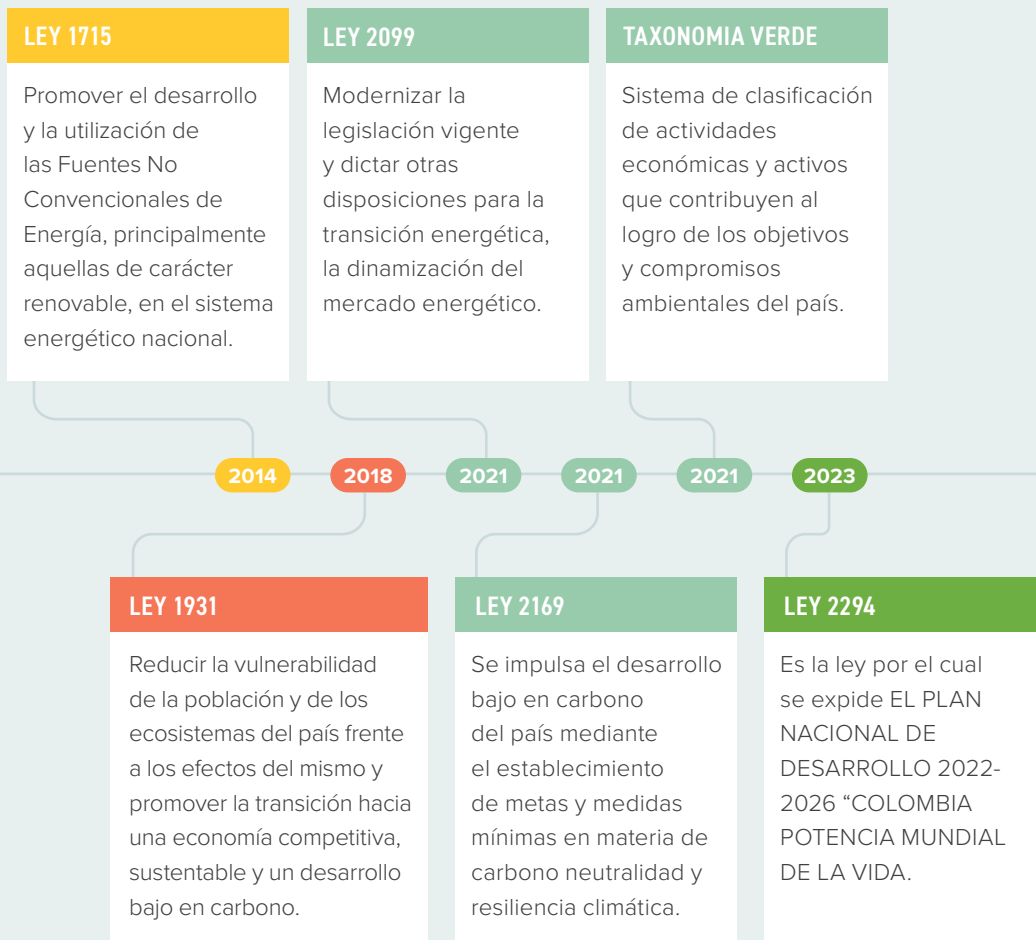 LEY 1715
Promover el desarrollo
y la utilización de
las Fuentes No
Convencionales de
Energía, principalmente
aquellas de carácter
renovable, en el sistema
energético nacional.
LEY 2099
Modernizar la
legislación vigente
y dictar otras
disposiciones para la
transición energética,
la dinamización del
mercado energético.
TAXONOMIA VERDE
Sistema de clasificación
de actividades
económicas y activos
que contribuyen al
logro de los objetivos
y compromisos
ambientales del país.
2014
2018
2021
2021
2021
2023
LEY 1931
Reducir la vulnerabilidad
de la población y de los
ecosistemas del país frente
a los efectos del mismo y
promover la transición hacia
una economía competitiva,
sustentable y un desarrollo
bajo en carbono.
LEY 2169
Se impulsa el desarrollo
bajo en carbono
del país mediante
el establecimiento
de metas y medidas
mínimas en materia de
carbono neutralidad y
resiliencia climática.
LEY 2294
Es la ley por el cual
se expide EL PLAN
NACIONAL DE
DESARROLLO 2022-
2026 “COLOMBIA
POTENCIA MUNDIAL
DE LA VIDA.